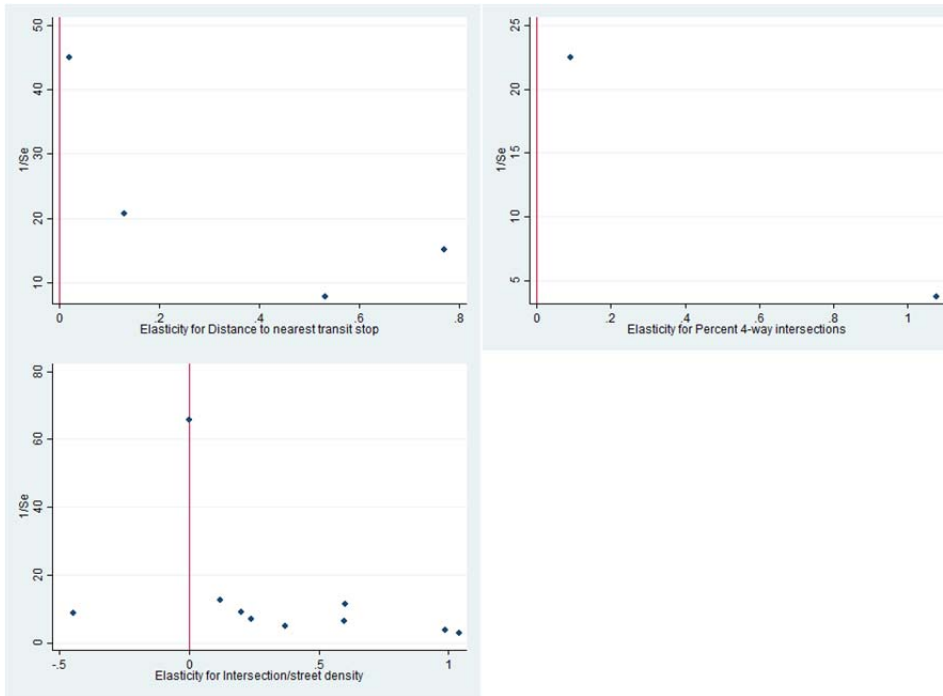 50
40
30
20
10
1/Se
0 .2 .4 .6 .8
Elasticity for Distance to nearest transit stop
25
20
15
10
5
1/Se
0 .2 .4 .6 .8 1
Elasticity for Percent 4-way intersections
80
60
40
20
0
1/Se
-.5 0 .5 1
Elasticity for Intersection/street density